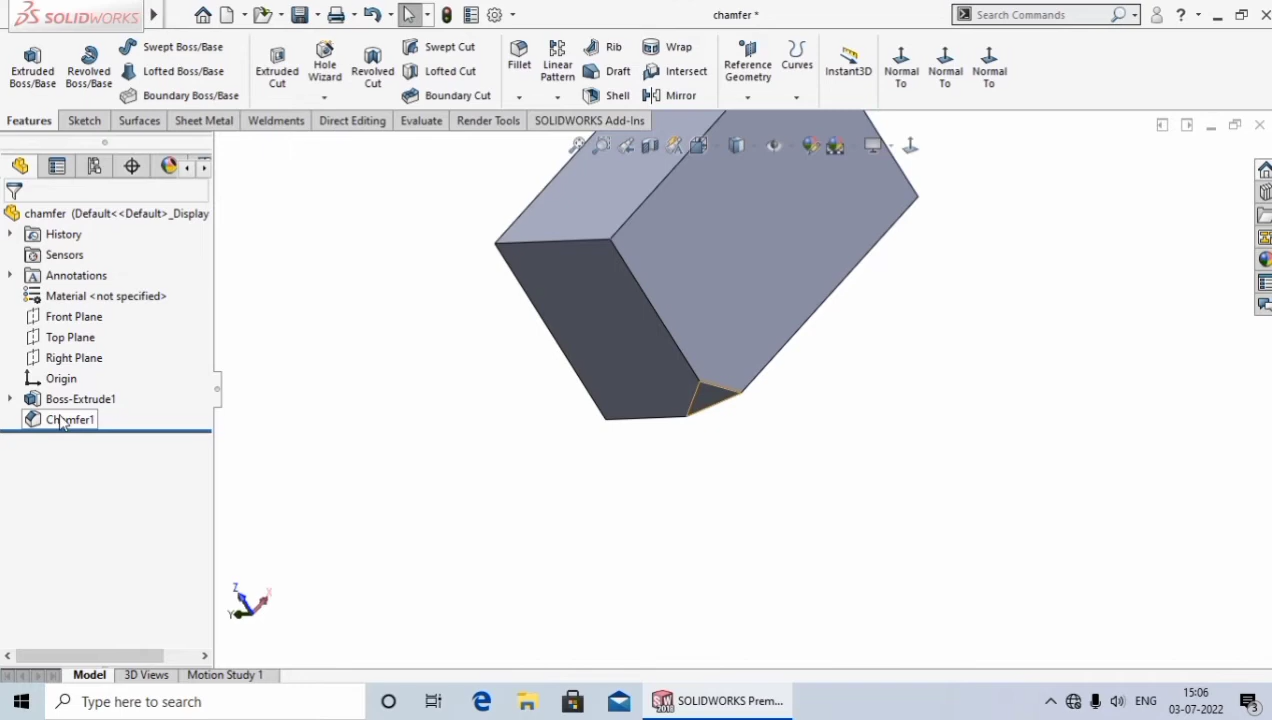 SOLIDWORKS
chamfer *
Search Commands
Extruded Boss/Base
Revolved Boss/Base
Swept Boss/Base
Lofted Boss/Base
Boundary Boss/Base
Extruded Cut
Hole Wizard
Revolved Cut
Swept Cut
Lofted Cut
Boundary Cut
Fillet
Linear Pattern
Rib
Draft
Shell
Wrap
Intersect
Mirror
Reference Geometry
Curves
Instant3D
Normal To
Normal To
Normal To
Features
Sketch
Surfaces
Sheet Metal
Weldments
Direct Editing
Evaluate
Render Tools
SOLIDWORKS Add-Ins
chamfer (Default<<Default>_Display
History
Sensors
Annotations
Material <not specified>
Front Plane
Top Plane
Right Plane
Origin
Boss-Extrude1
Chamfer1
Z
X
Y
Model
3D Views
Motion Study 1
Type here to search
SOLIDWORKS Prem...
ENG
15:06
03-07-2022
3